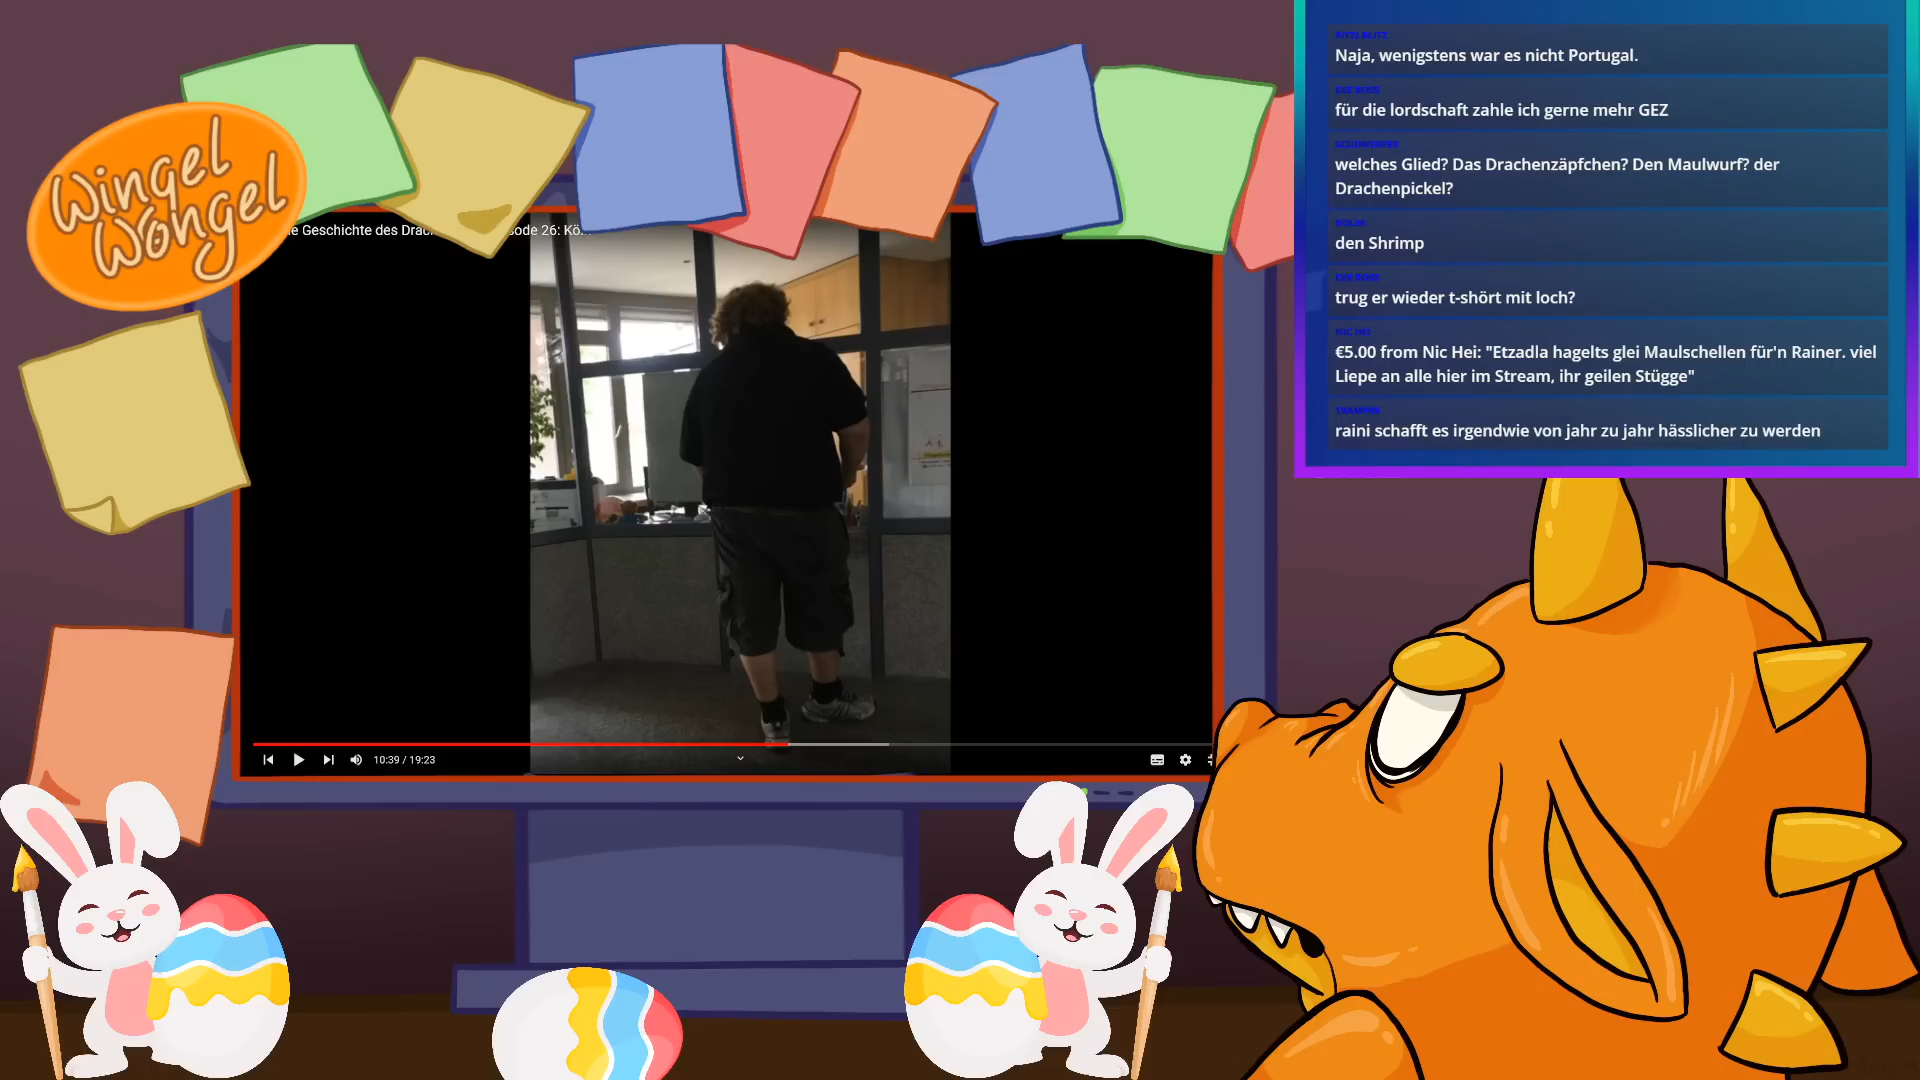 Wingel
Wongel
ie Geschichte des Drac
ode 26: Kö...
10:39 / 19:23
Naja, wenigstens war es nicht Portugal.
für die lordschaft zahle ich gerne mehr GEZ
welches Glied? Das Drachenzäpfchen? Den Maulwurf? der
Drachenpickel?
den Shrimp
trug er wieder t-shört mit loch?
NIC HEI
€5.00 from Nic Hei: "Etzadla hagelts glei Maulschellen für'n Rainer. viel
Liepe an alle hier im Stream, ihr geilen Stügge"
raini schafft es irgendwie von jahr zu jahr hässlicher zu werden